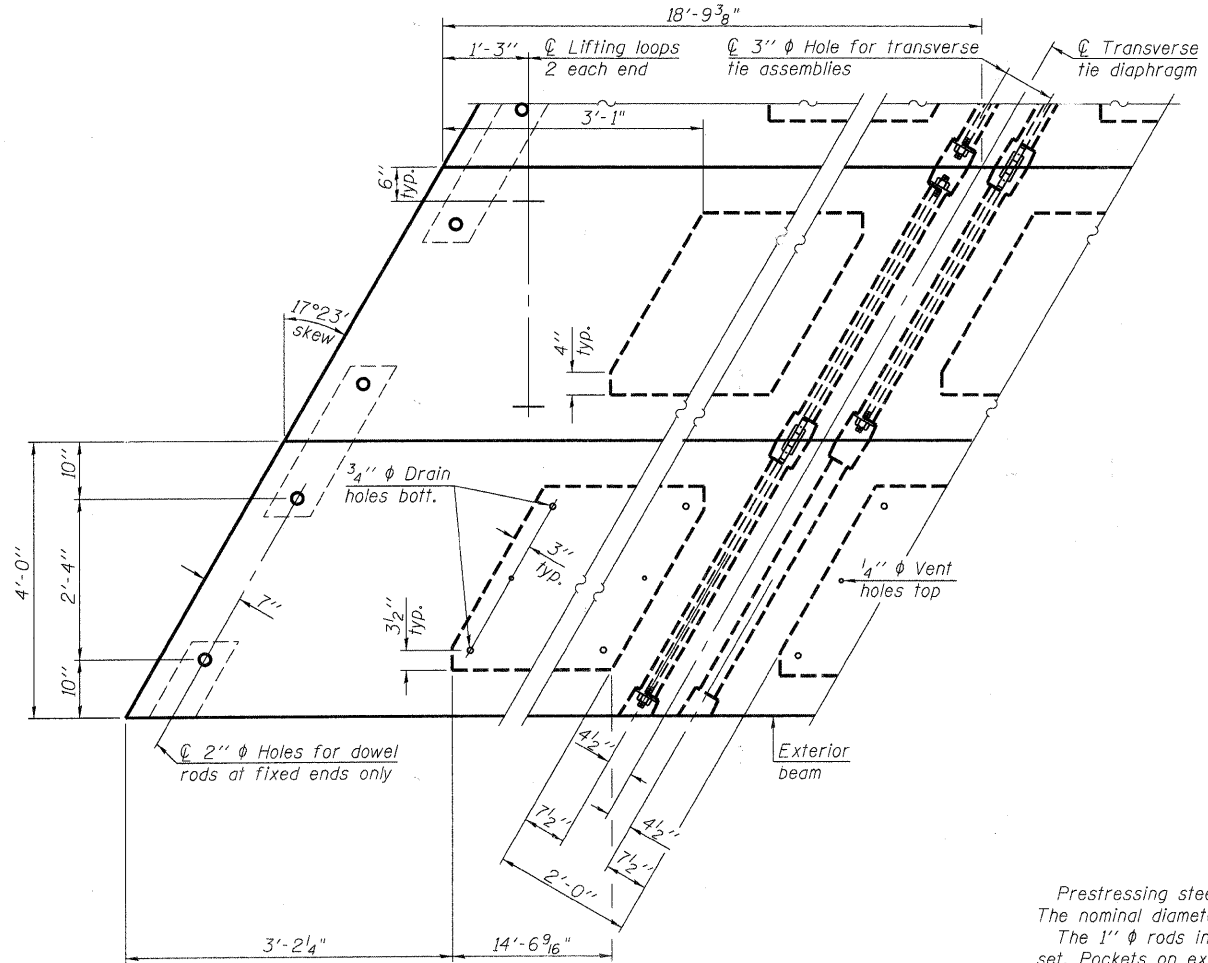 18'-9 3/8"
1'-3"
℄ Lifting loops
2 each end
℄ 3" ϕ Hole for transverse
tie assemblies
℄ Transverse
tie diaphragm
3'-1"
6"
typ.
17°23'
skew
4"
typ.
10"
3/4" ϕ Drain
holes bott.
4'-0"
2'-4"
3"
typ.
1/4" ϕ Vent
holes top
7"
3 1/2"
typ.
10"
℄ 2" ϕ Holes for dowel
rods at fixed ends only
4 1/2"
Exterior
beam
7 1/2"
4 1/2"
7 1/2"
2'-0"
3'-2 1/4"
14'-6 9/16"
Prestressing stee
The nominal diamete
The 1" ϕ rods in
set. Pockets on ex